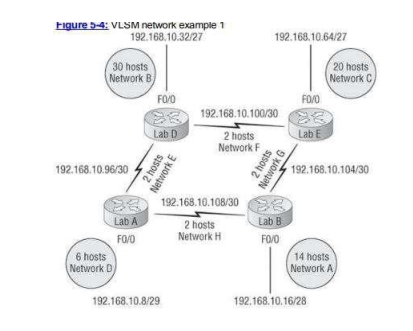 Figure 5-4: VLSM network example 1
192.168.10.32/27
192.168.10.64/27
30 hosts
Network B
20 hosts
Network C
F0/0
F0/0
192.168.10.100/30
Lab D
2 hosts
Network F
Lab E
192.168.10.96/30
2 hosts
Network E
2 hosts
Network G
192.168.10.104/30
192.168.10.108/30
Lab A
2 hosts
Network H
Lab B
F0/0
F0/0
6 hosts
Network D
14 hosts
Network A
192.168.10.8/29
192.168.10.16/28